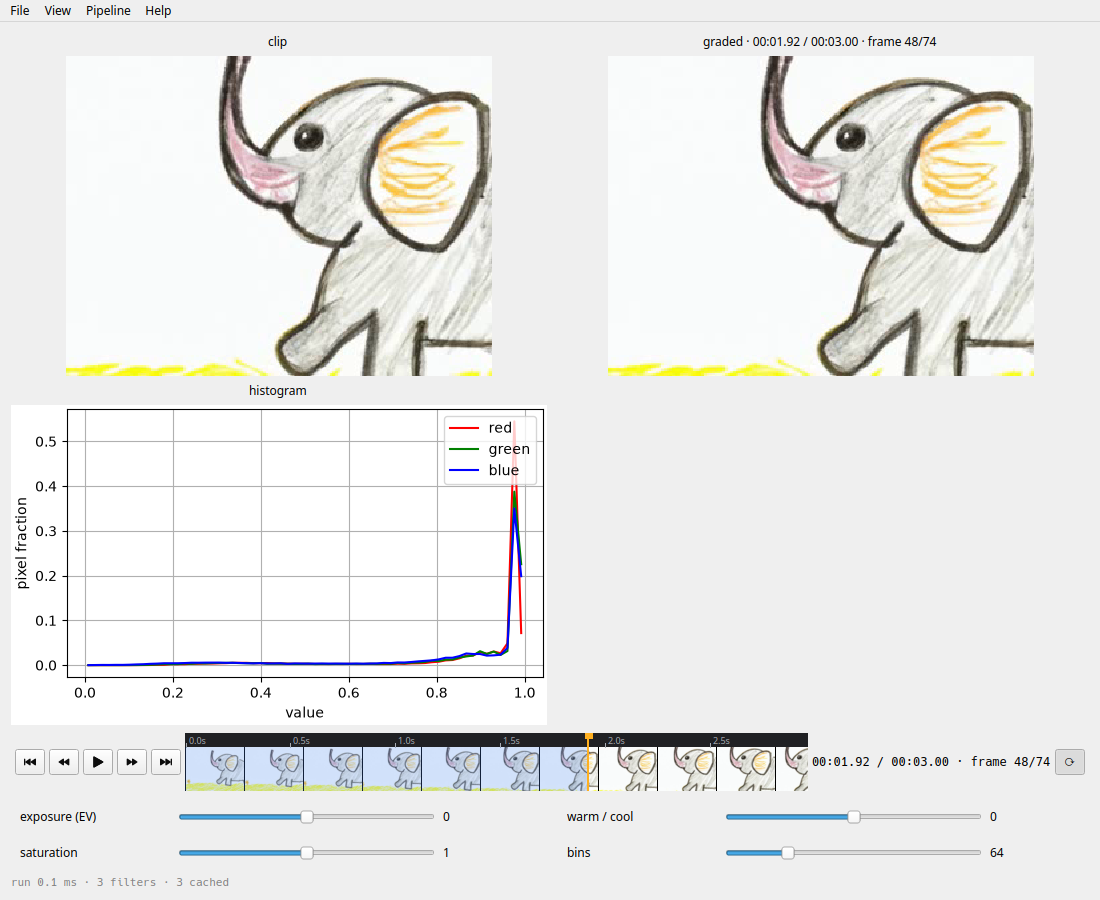 File View Pipeline Help
clip
graded · 00:01.92 / 00:03.00 · frame 48/74
histogram
red
green
blue
0.5
0.4
0.3
0.2
0.1
0.0
pixel fraction
0.0 0.2 0.4 0.6 0.8 1.0
value
0.0s 0.5s 1.0s 1.5s 2.0s 2.5s
00:01.92 / 00:03.00 · frame 48/74
exposure (EV) 0 warm / cool 0
saturation 1 bins 64
run 0.1 ms · 3 filters · 3 cached